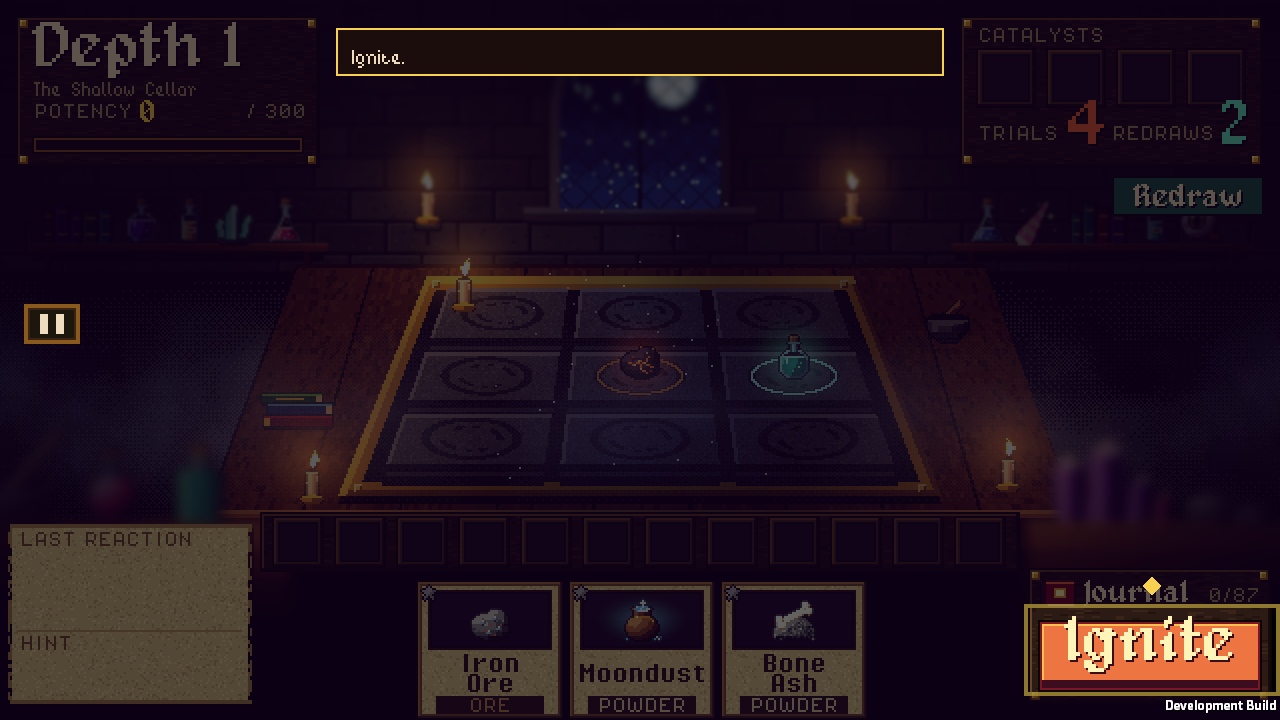 Depth 1
The Shallow Cellar
POTENCY 0 / 300
Ignite.
CATALYSTS
TRIALS 4 REDRAWS 2
Redraw
LAST REACTION
HINT
Iron
Ore
ORE
Moondust
POWDER
Bone
Ash
POWDER
Journal 0/87
Ignite
Development Build